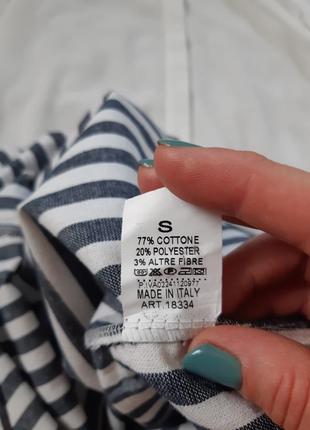 S
77% COTTONE
20% POLYESTER
3% ALTRE FIBRE
MADE IN ITALY
ART. 18334